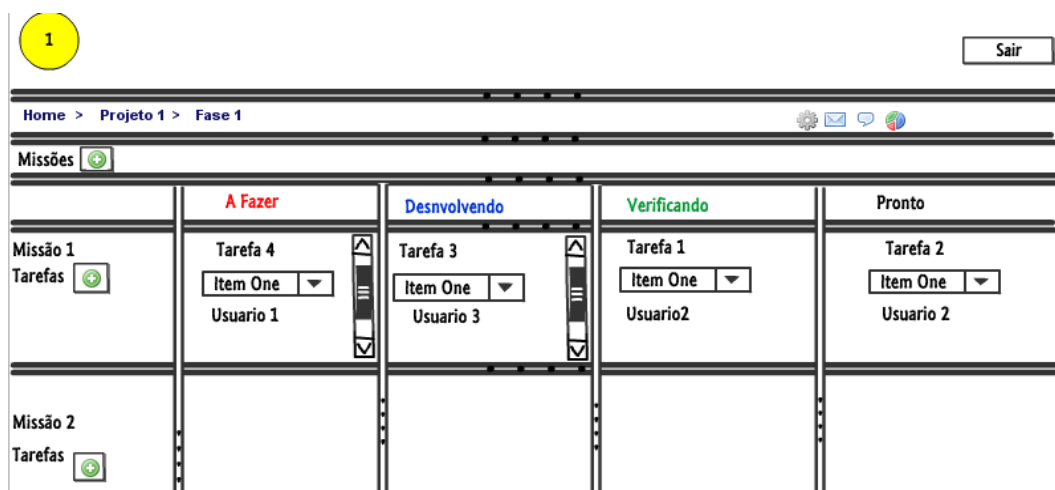 1
Sair
Home > Projeto 1 > Fase 1
Missões
A Fazer
Desnvolvendo
Verificando
Pronto
Missão 1
Tarefas
Tarefa 4
Item One
Usuario 1
Tarefa 3
Item One
Usuario 3
Tarefa 1
Item One
Usuario2
Tarefa 2
Item One
Usuario 2
Missão 2
Tarefas